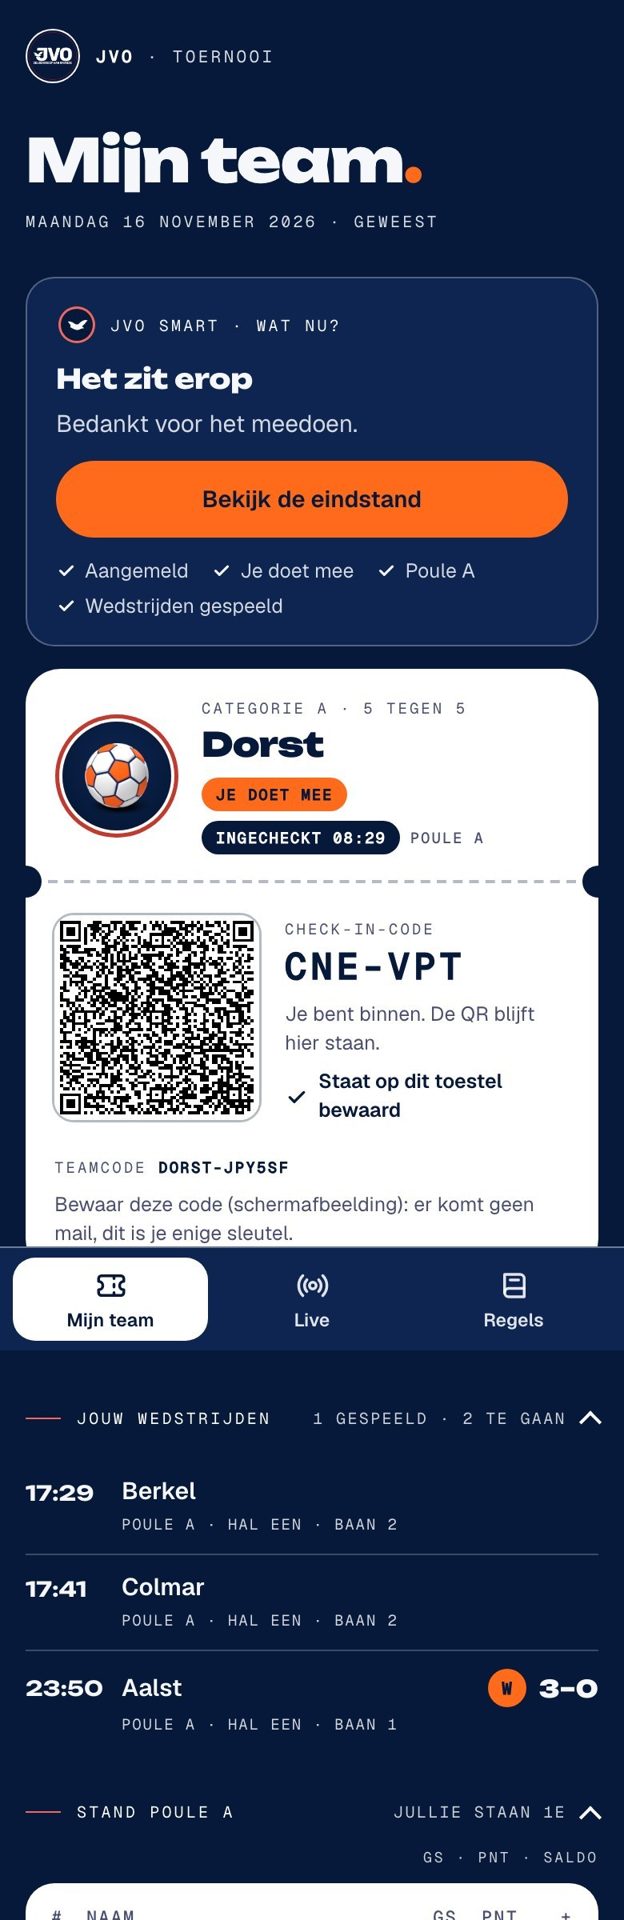 JVO
JVO · TOERNOOI
Mijn team.
MAANDAG 16 NOVEMBER 2026 · GEWEEST
JVO SMART · WAT NU?
Het zit erop
Bedankt voor het meedoen.
Bekijk de eindstand
Aangemeld Je doet mee Poule A
Wedstrijden gespeeld
CATEGORIE A · 5 TEGEN 5
Dorst
JE DOET MEE
INGECHECKT 08:29 POULE A
CHECK-IN-CODE
CNE-VPT
Je bent binnen. De QR blijft
hier staan.
Staat op dit toestel
bewaard
TEAMCODE DORST-JPY5SF
Bewaar deze code (schermafbeelding): er komt geen
mail, dit is je enige sleutel.
Mijn team Live Regels
JOUW WEDSTRIJDEN 1 GESPEELD · 2 TE GAAN
17:29 Berkel
POULE A · HAL EEN · BAAN 2
17:41 Colmar
POULE A · HAL EEN · BAAN 2
23:50 Aalst W 3–0
POULE A · HAL EEN · BAAN 1
STAND POULE A JULLIE STAAN 1E
GS · PNT · SALDO
# NAAM GS PNT +